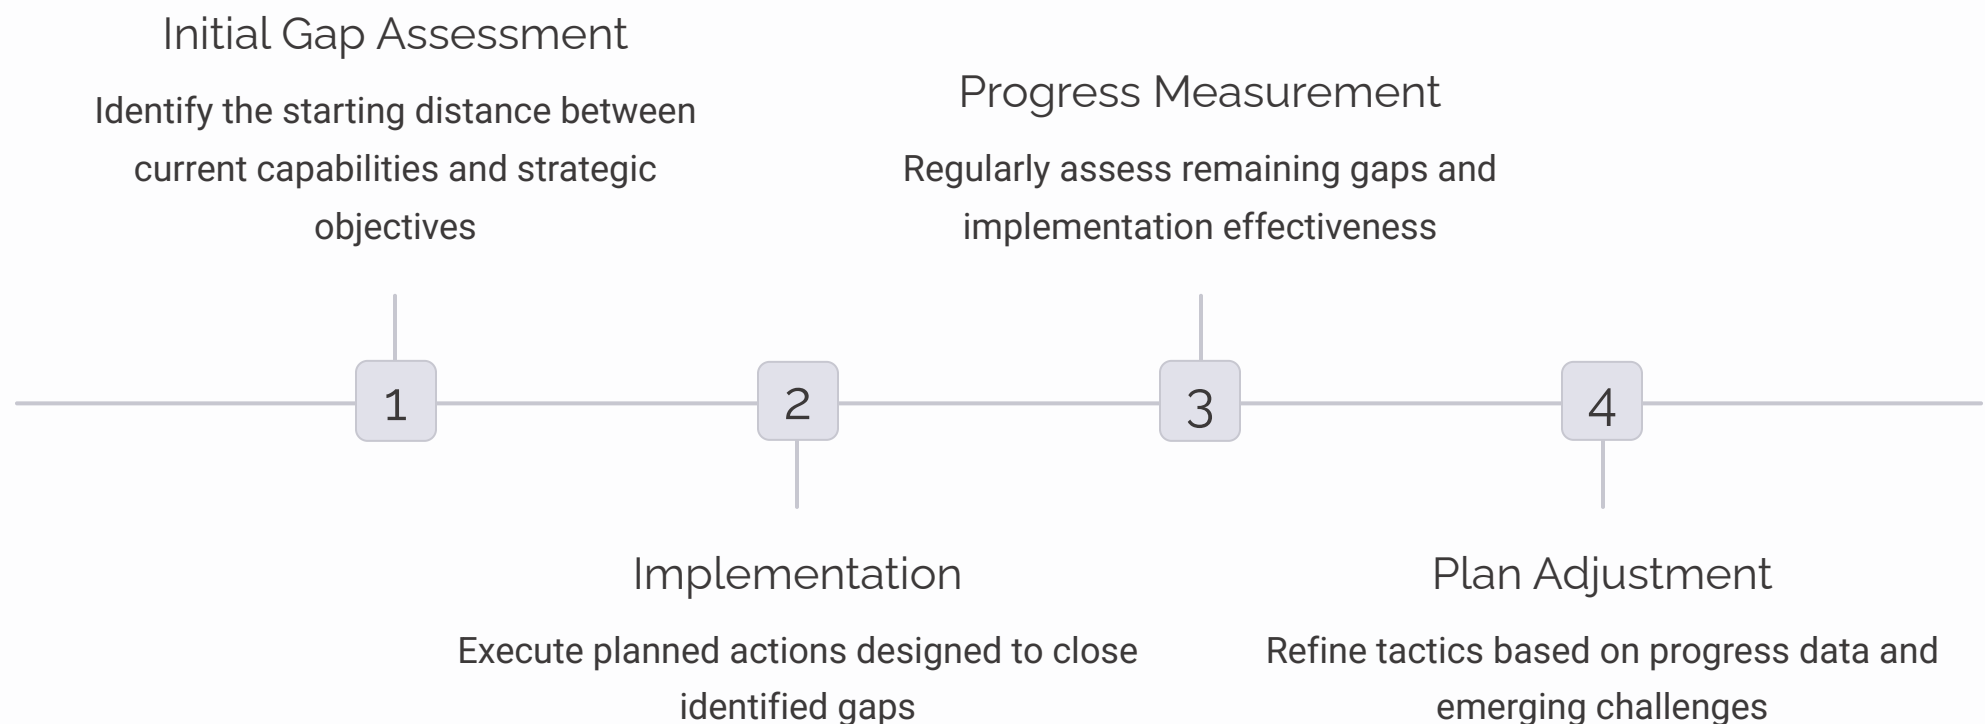 Initial Gap Assessment
Identify the starting distance between
current capabilities and strategic
objectives
1
2
Implementation
Execute planned actions designed to close
identified gaps
Progress Measurement
Regularly assess remaining gaps and
implementation effectiveness
3
4
Plan Adjustment
Refine tactics based on progress data and
emerging challenges